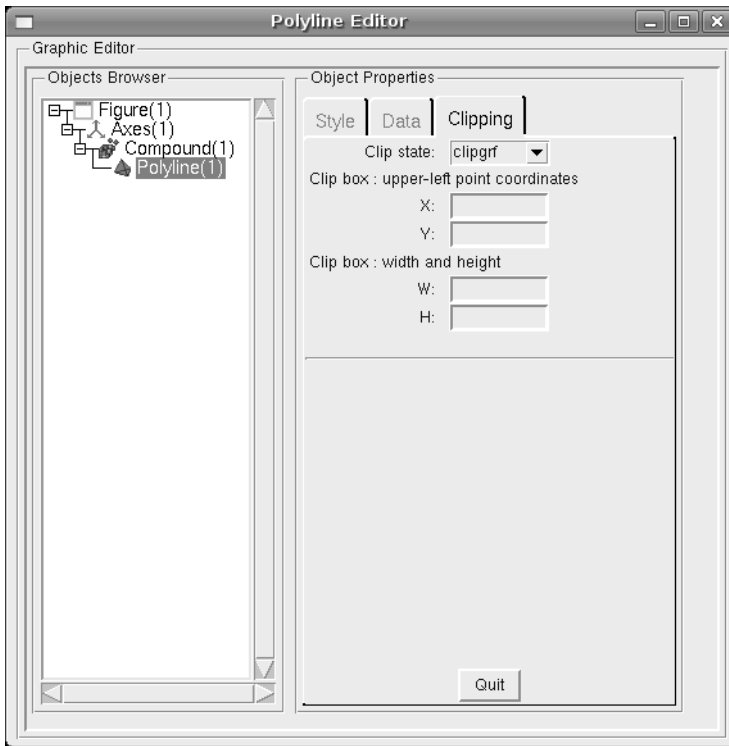 Polyline Editor
Graphic Editor
Objects Browser
Figure(1)
Axes(1)
Compound(1)
Polyline(1)
Object Properties
Style Data Clipping
Clip state: clipgrf
Clip box : upper-left point coordinates
X:
Y:
Clip box : width and height
W:
H:
Quit